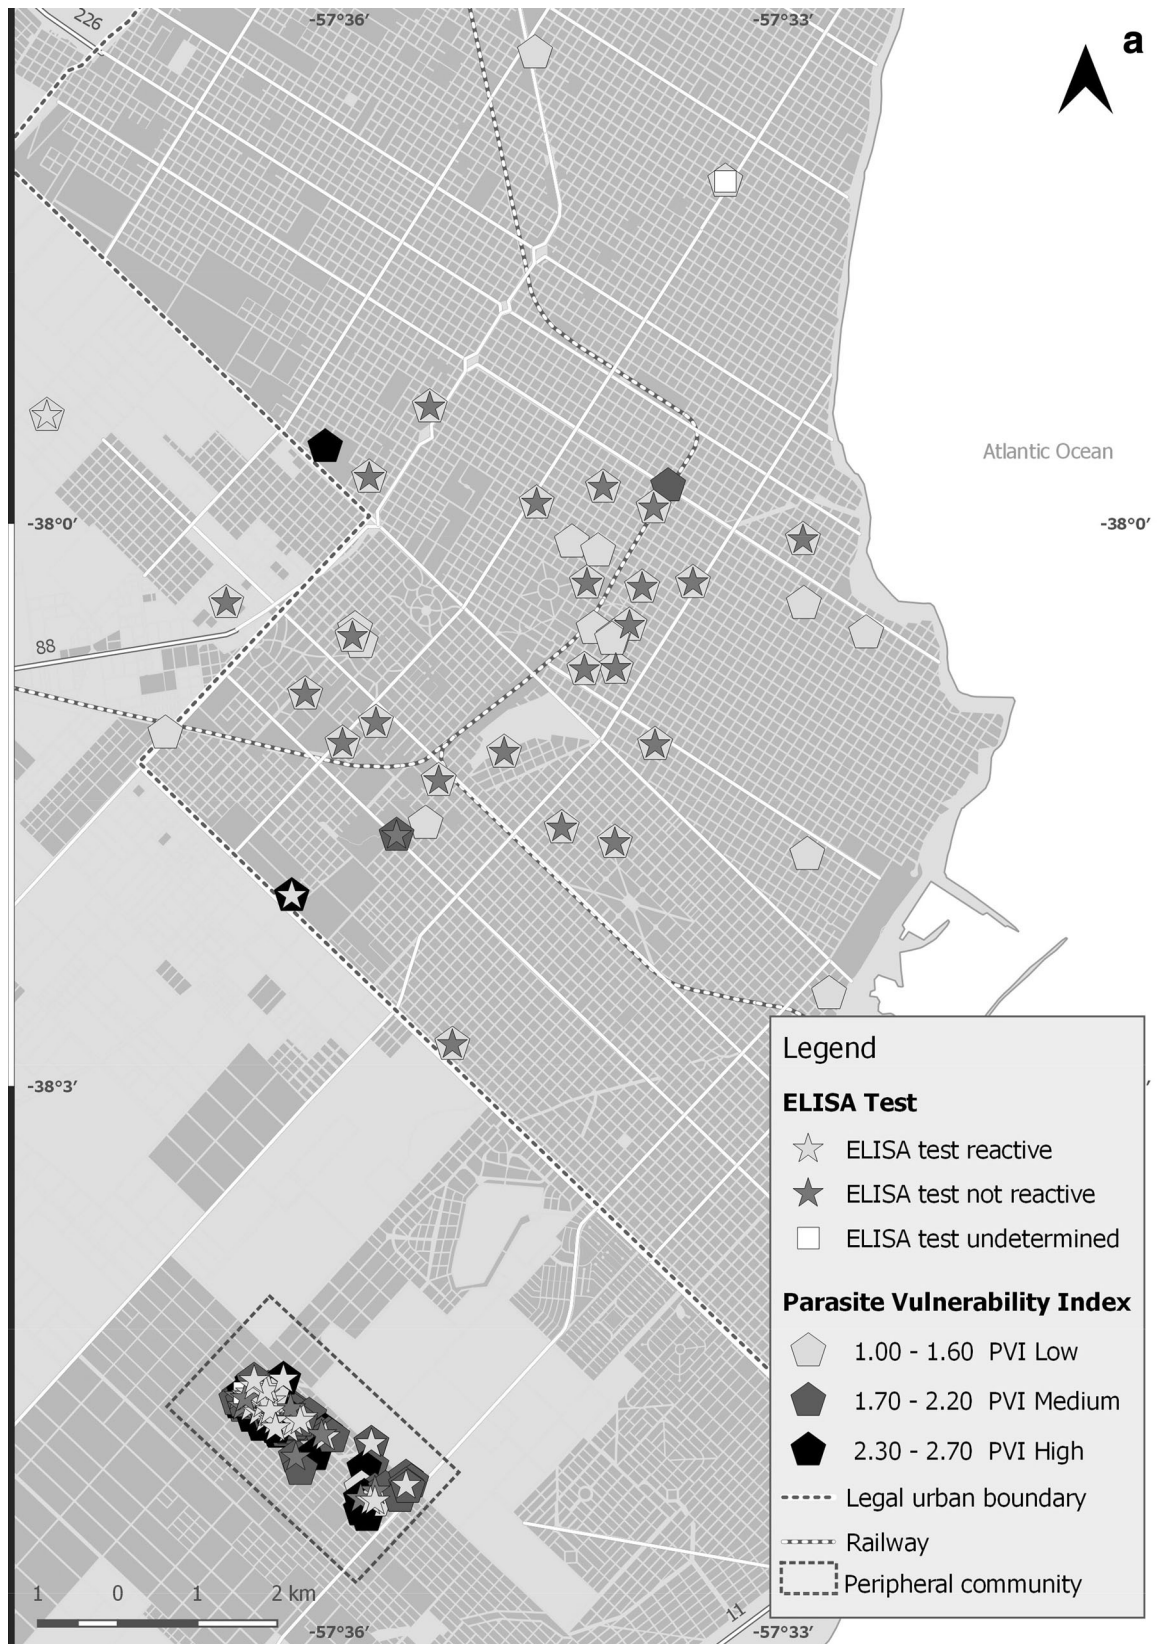 226
-57°36′
-57°33′
a
Atlantic Ocean
-38°0′
-38°0′
88
-38°3′
′
Legend
ELISA Test
ELISA test reactive
ELISA test not reactive
ELISA test undetermined
Parasite Vulnerability Index
1.00 - 1.60 PVI Low
1.70 - 2.20 PVI Medium
2.30 - 2.70 PVI High
Legal urban boundary
Railway
Peripheral community
1 0 1 2 km
11
-57°36′
-57°33′